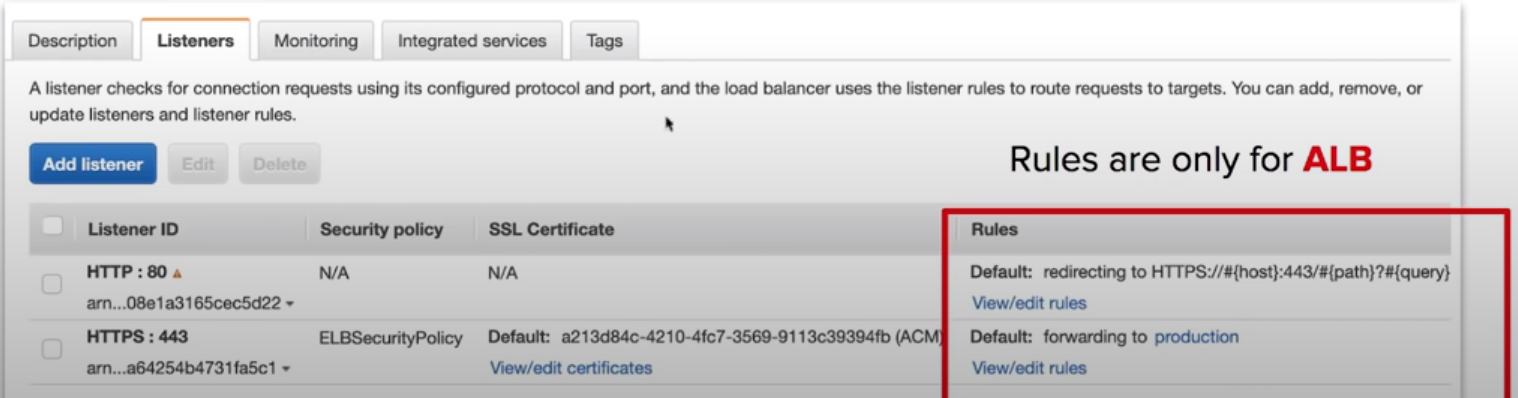 Description Listeners Monitoring Integrated services Tags
A listener checks for connection requests using its configured protocol and port, and the load balancer uses the listener rules to route requests to targets. You can add, remove, or
update listeners and listener rules.
Add listener Edit Delete
Rules are only for ALB
Listener ID Security policy SSL Certificate Rules
HTTP : 80 N/A N/A Default: redirecting to HTTPS://#{host}:443/#{path}?#{query}
arn...08e1a3165cec5d22 View/edit rules
HTTPS : 443 ELBSecurityPolicy Default: a213d84c-4210-4fc7-3569-9113c39394fb (ACM) Default: forwarding to production
arn...a64254b4731fa5c1 View/edit certificates View/edit rules